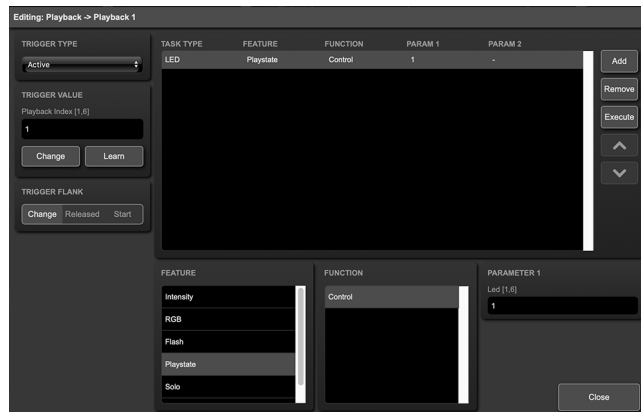 Editing: Playback -> Playback 1
TRIGGER TYPE
Active
TRIGGER VALUE
Playback Index [1,6]
1
Change Learn
TRIGGER FLANK
Change Released Start
TASK TYPE FEATURE FUNCTION PARAM 1 PARAM 2
LED Playstate Control 1 -
Add
Remove
Execute
FEATURE
Intensity
RGB
Flash
Playstate
Solo
FUNCTION
Control
PARAMETER 1
Led [1,6]
1
Close